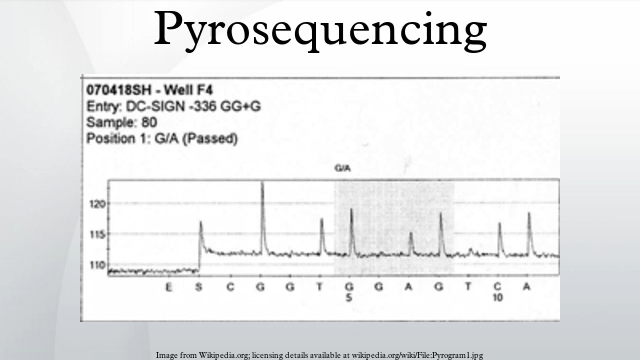 Pyrosequencing
070418SH - Well F4
Entry: DC-SIGN -336 GG+G
Sample: 80
Position 1: G/A (Passed)
G/A
120
115
110
E S C G G T G G A G T C A
5 10
Image from Wikipedia.org; licensing details available at wikipedia.org/wiki/File:Pyrogram1.jpg